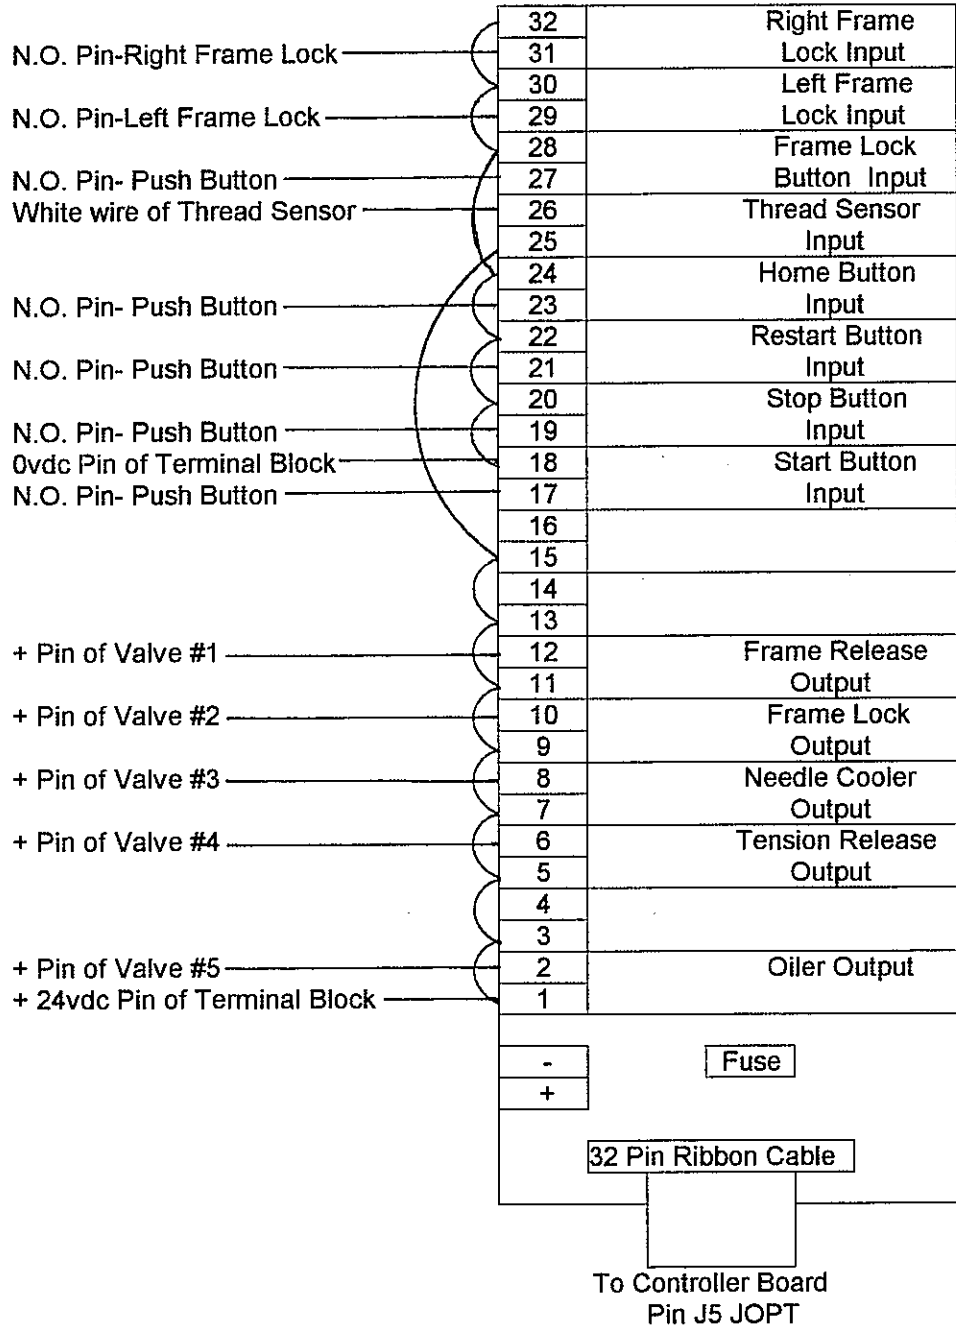 32 Right Frame
N.O. Pin-Right Frame Lock 31 Lock Input
30 Left Frame
N.O. Pin-Left Frame Lock 29 Lock Input
28 Frame Lock
N.O. Pin- Push Button 27 Button Input
White wire of Thread Sensor 26 Thread Sensor
25 Input
24 Home Button
N.O. Pin- Push Button 23 Input
22 Restart Button
N.O. Pin- Push Button 21 Input
20 Stop Button
N.O. Pin- Push Button 19 Input
0vdc Pin of Terminal Block 18 Start Button
N.O. Pin- Push Button 17 Input
16
15
14
13
+ Pin of Valve #1 12 Frame Release
11 Output
+ Pin of Valve #2 10 Frame Lock
9 Output
+ Pin of Valve #3 8 Needle Cooler
7 Output
+ Pin of Valve #4 6 Tension Release
5 Output
4
3
+ Pin of Valve #5 2 Oiler Output
+ 24vdc Pin of Terminal Block 1
- Fuse
+
32 Pin Ribbon Cable
To Controller Board
Pin J5 JOPT